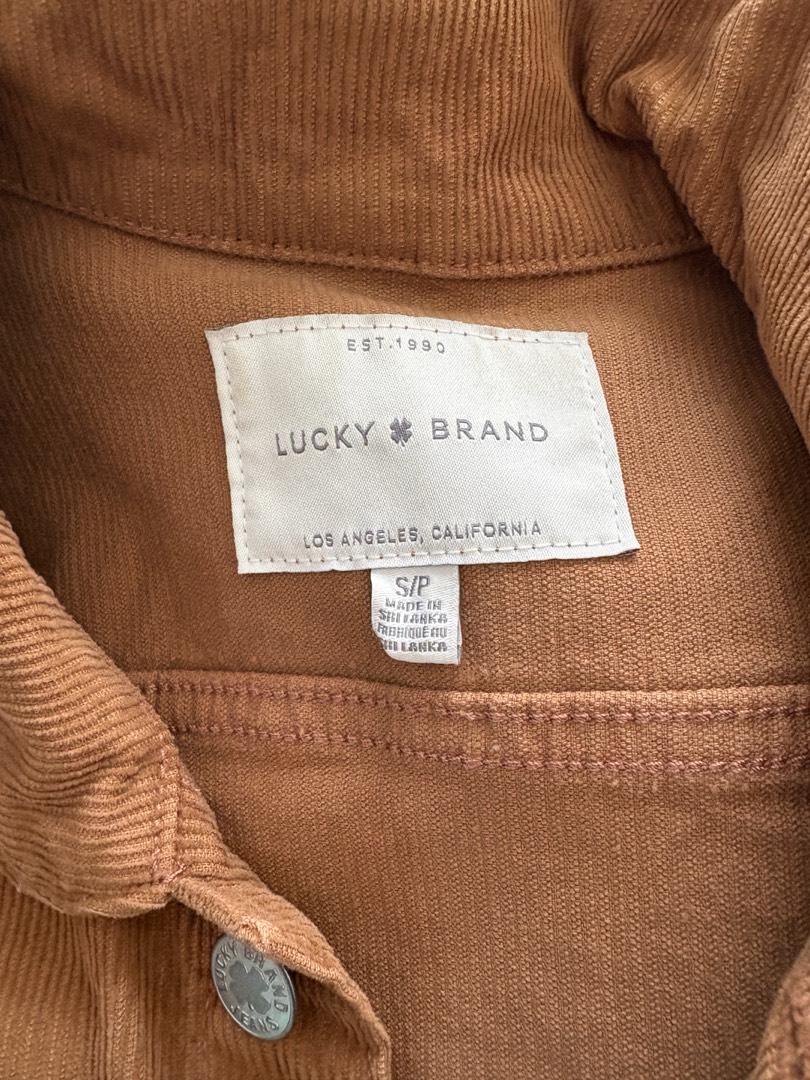 EST.1990
LUCKY BRAND
LOS ANGELES, CALIFORNIA
S/P
MADE IN
SRI LANKA
FABRIQUÉ AU
SRI LANKA
LUCKY BRAND
JEANS